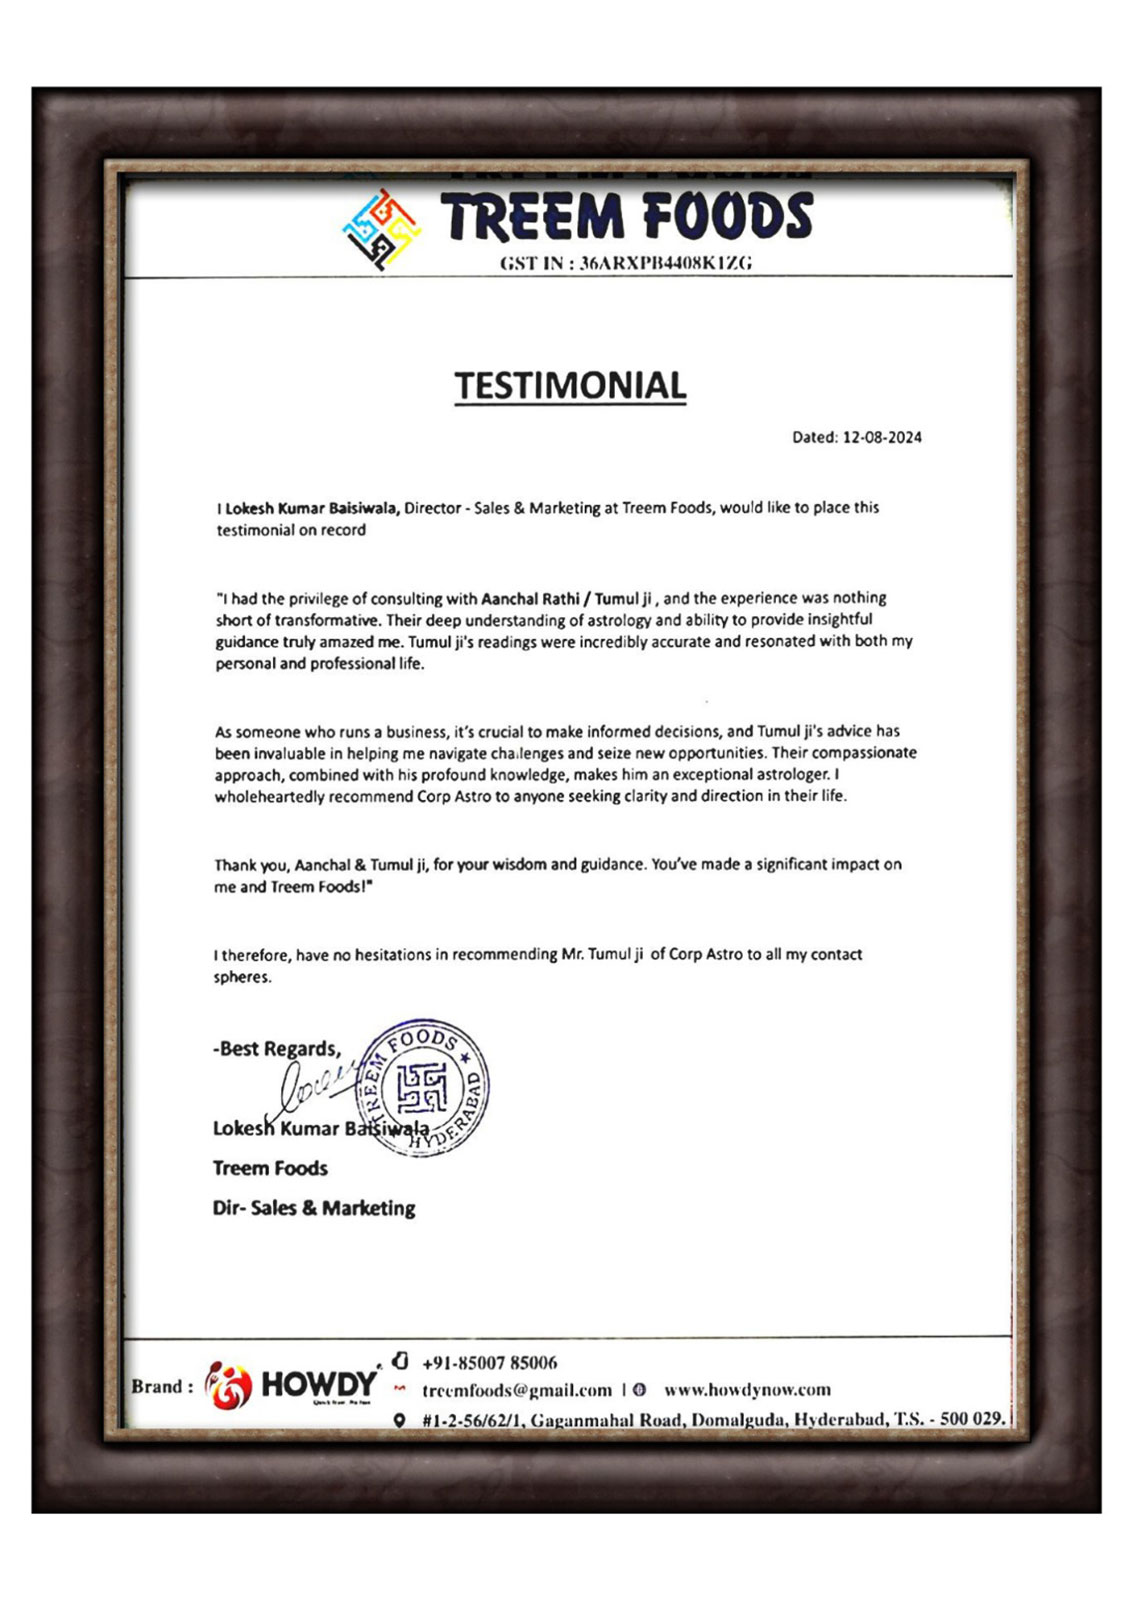 TREEM FOODS
GST IN : 36ARXPB4408K1ZG
TESTIMONIAL
Dated: 12-08-2024
I Lokesh Kumar Baisiwala, Director - Sales & Marketing at Treem Foods, would like to place this
testimonial on record
"I had the privilege of consulting with Aanchal Rathi / Tumul ji , and the experience was nothing
short of transformative. Their deep understanding of astrology and ability to provide insightful
guidance truly amazed me. Tumul ji's readings were incredibly accurate and resonated with both my
personal and professional life.
As someone who runs a business, it's crucial to make informed decisions, and Tumul ji's advice has
been invaluable in helping me navigate challenges and seize new opportunities. Their compassionate
approach, combined with his profound knowledge, makes him an exceptional astrologer. I
wholeheartedly recommend Corp Astro to anyone seeking clarity and direction in their life.
Thank you, Aanchal & Tumul ji, for your wisdom and guidance. You've made a significant impact on
me and Treem Foods!"
I therefore, have no hesitations in recommending Mr. Tumul ji of Corp Astro to all my contact
spheres.
-Best Regards,
TREEM FOODS ★ HYDERABAD
Lokesh Kumar Baisiwala
Treem Foods
Dir- Sales & Marketing
Brand : HOWDY
+91-85007 85006
treemfoods@gmail.com | www.howdynow.com
#1-2-56/62/1, Gaganmahal Road, Domalguda, Hyderabad, T.S. - 500 029.